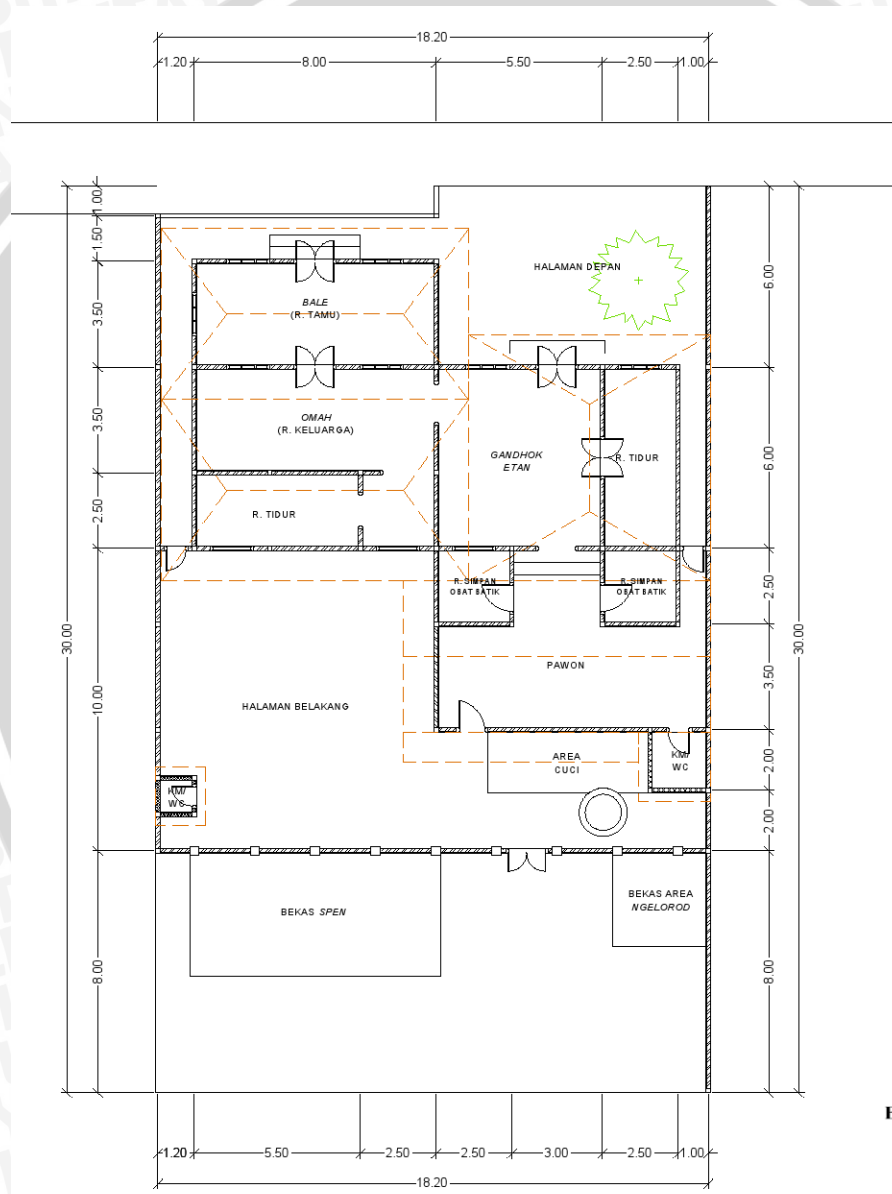 18.20
1.20 8.00 5.50 2.50 1.00
1.00
1.50
3.50
3.50
2.50
10.00
8.00
30.00
HALAMAN DEPAN
BALE
(R. TAMU)
OMAH
(R. KELUARGA)
GANDHOK
ETAN
R. TIDUR
R. TIDUR
R. SIMPAN
OBAT BATIK
R. SIMPAN
OBAT BATIK
PAWON
HALAMAN BELAKANG
AREA
CUCI
KM/
WC
KM/
WC
BEKAS SPEN
BEKAS AREA
NGELOROD
6.00
6.00
2.50
3.50
2.00
2.00
8.00
30.00
1.20 5.50 2.50 2.50 3.00 2.50 1.00
18.20